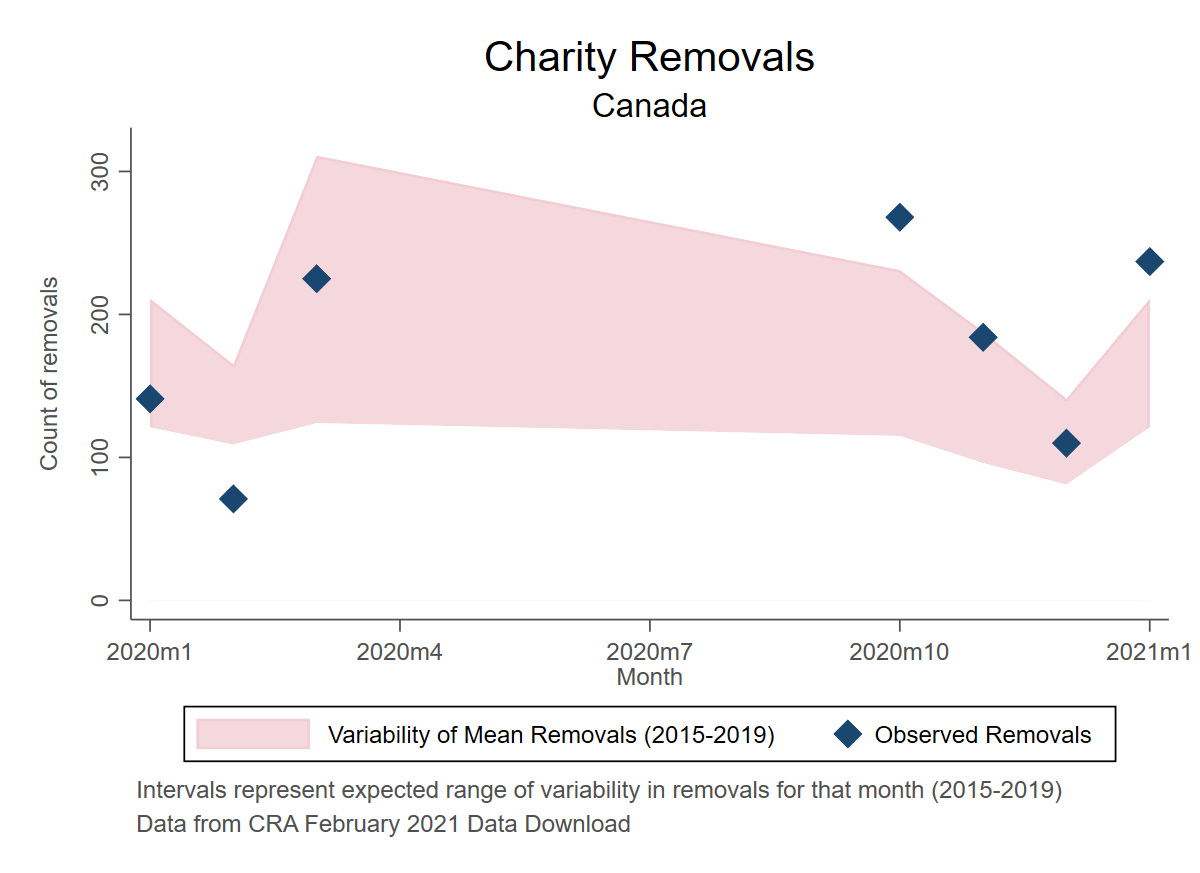 Charity Removals
Canada
Count of removals
300
200
100
0
2020m1 2020m4 2020m7 2020m10 2021m1
Month
Variability of Mean Removals (2015-2019) Observed Removals
Intervals represent expected range of variability in removals for that month (2015-2019)
Data from CRA February 2021 Data Download